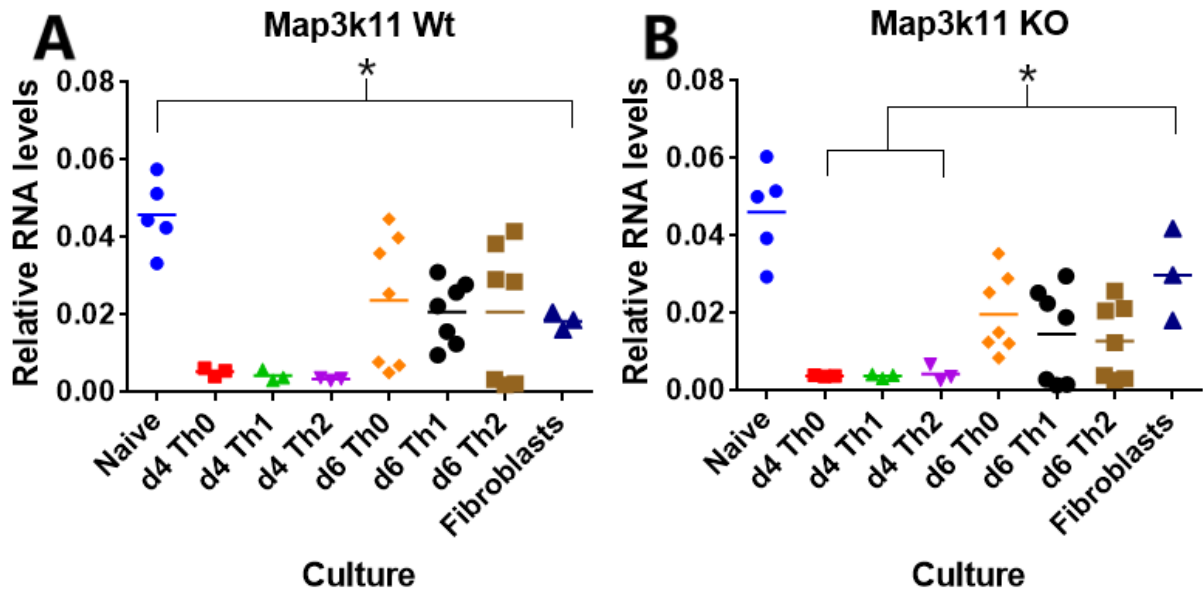 A
Map3k11 Wt
*
Relative RNA levels
0.08
0.06
0.04
0.02
0.00
Naive
d4 Th0
d4 Th1
d4 Th2
d6 Th0
d6 Th1
d6 Th2
Fibroblasts
Culture
B
Map3k11 KO
*
Relative RNA levels
0.08
0.06
0.04
0.02
0.00
Naive
d4 Th0
d4 Th1
d4 Th2
d6 Th0
d6 Th1
d6 Th2
Fibroblasts
Culture